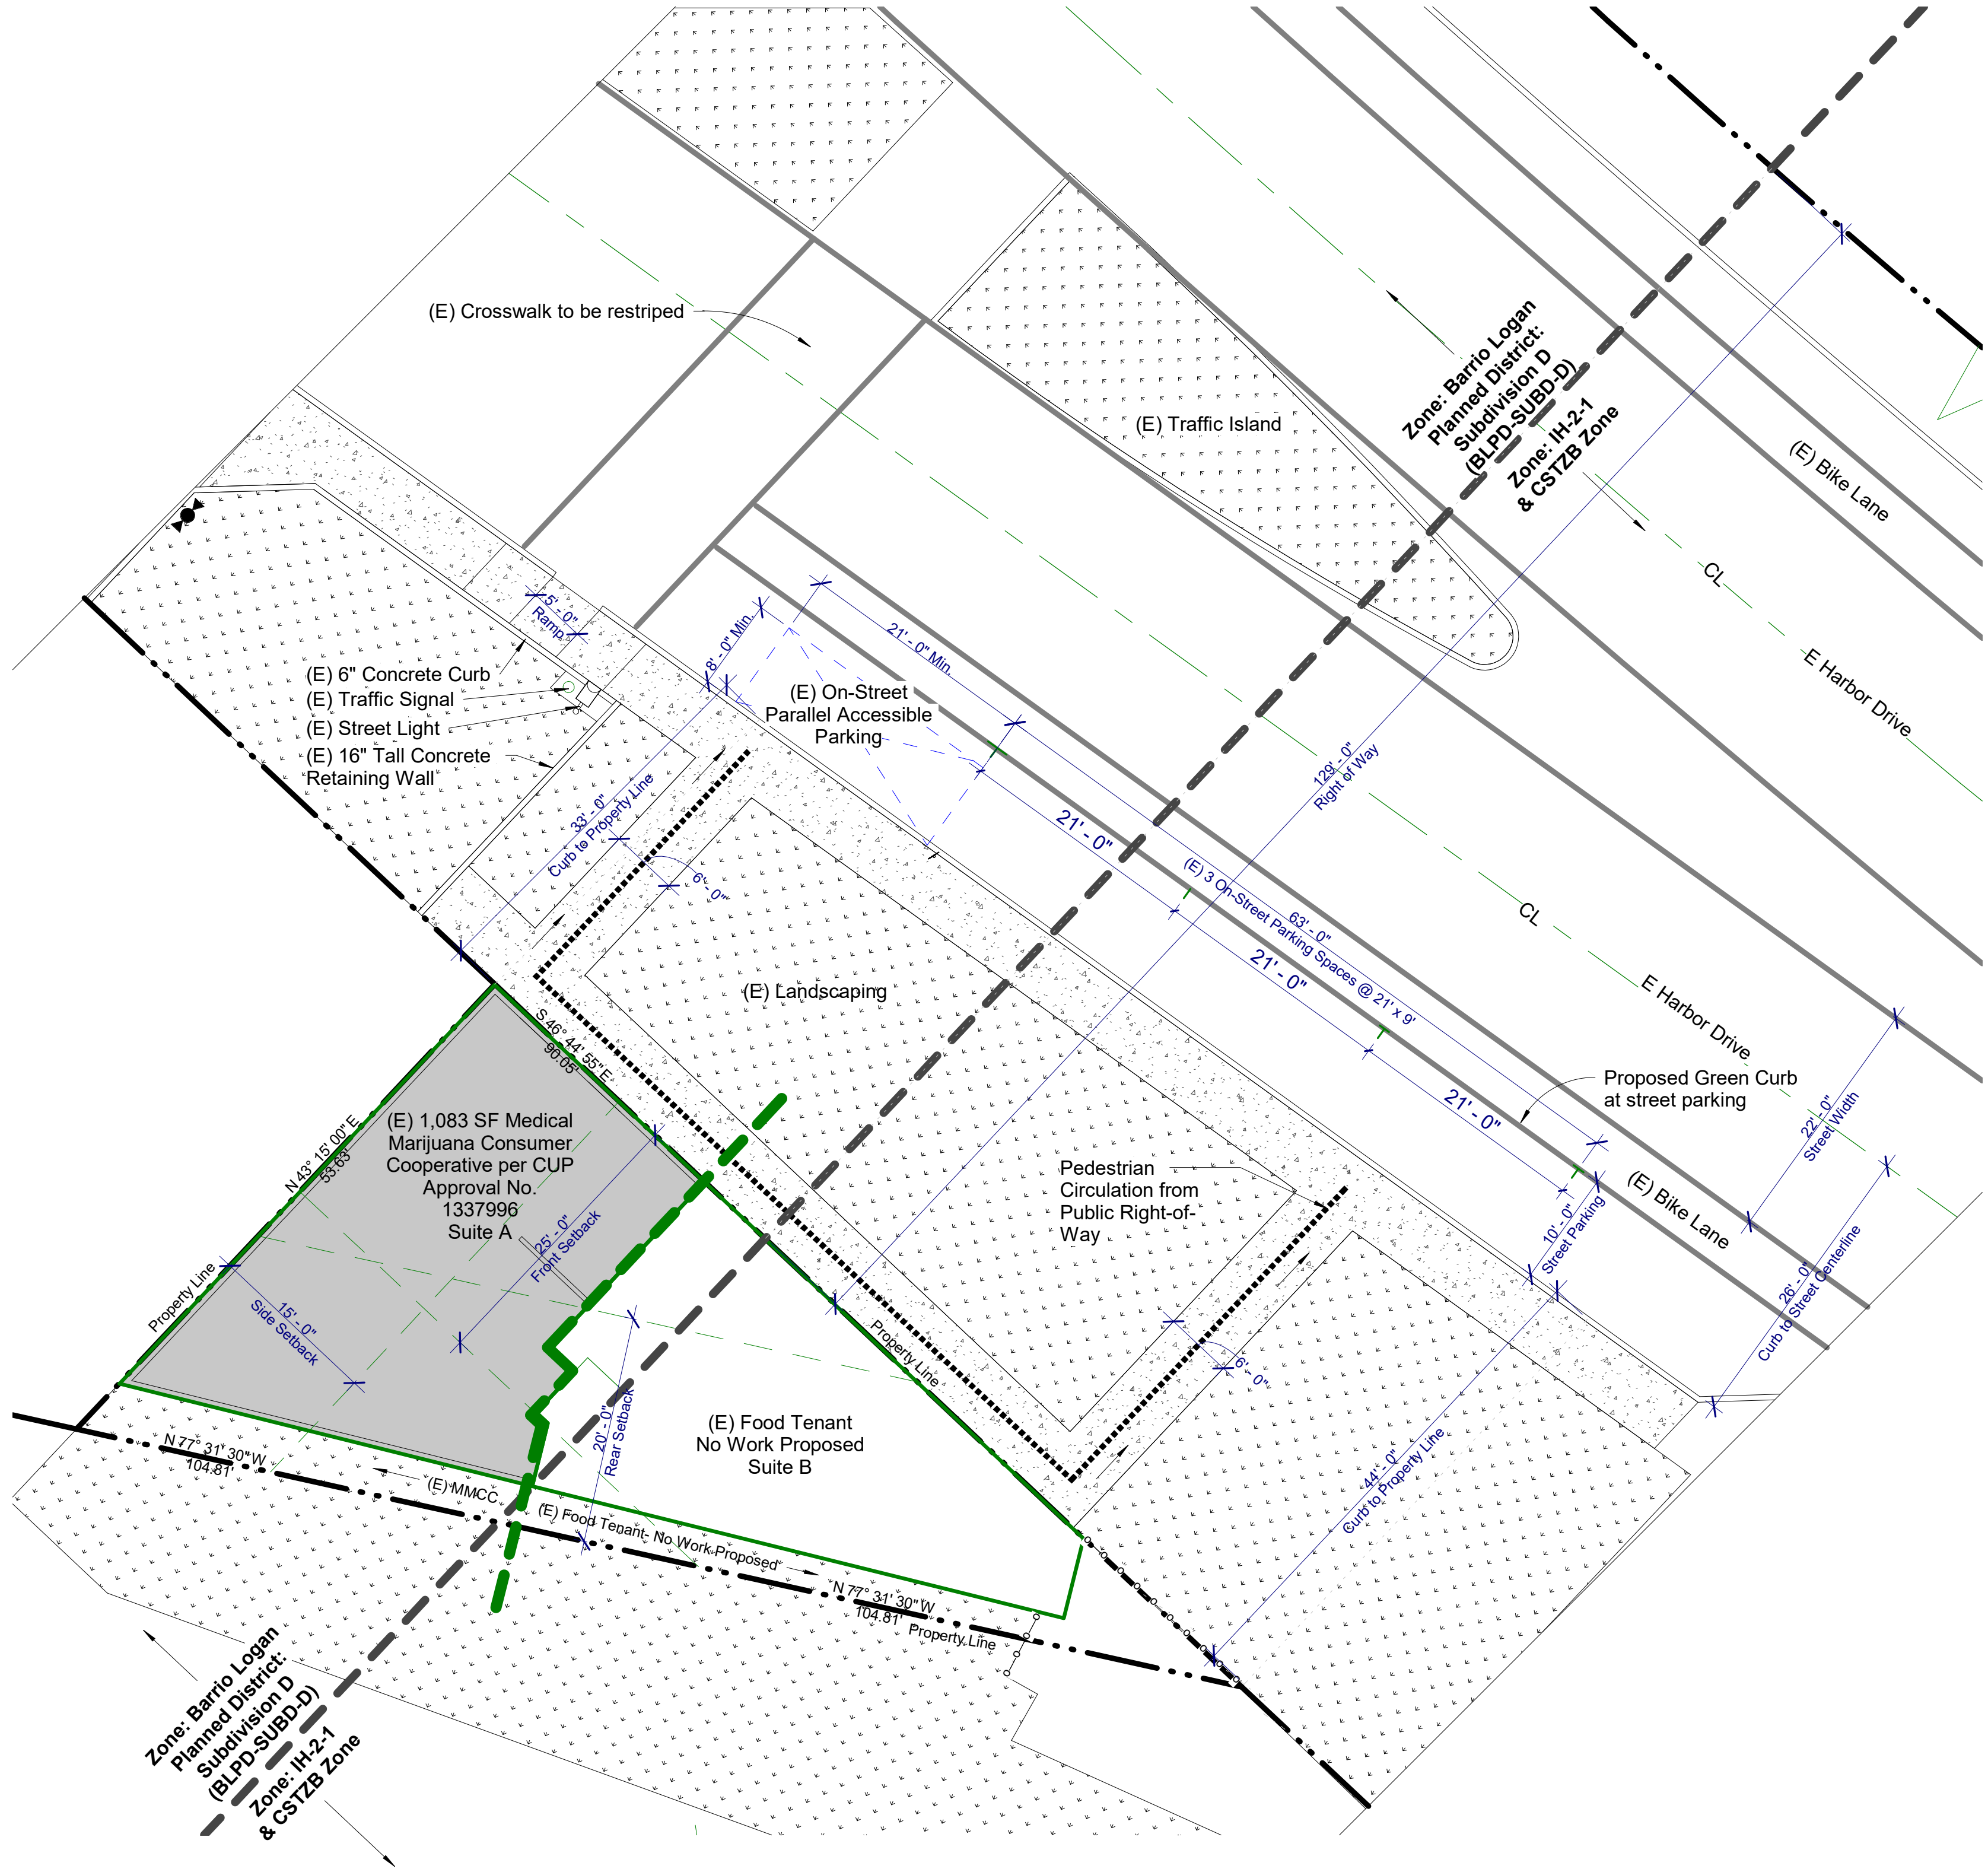 (E) Crosswalk to be restriped
(E) Traffic Island
Zone: Barrio Logan
Planned District:
Subdivision D
(BLPD-SUBD-D)
Zone: IH-2-1
& CSTZB Zone
(E) Bike Lane
CL
E Harbor Drive
5' - 0"
Ramp
8' - 0" Min.
21' - 0" Min.
(E) 6" Concrete Curb
(E) Traffic Signal
(E) Street Light
(E) 16" Tall Concrete
Retaining Wall
(E) On-Street
Parallel Accessible
Parking
129' - 0"
Right of Way
33' - 0"
Curb to Property Line
6' - 0"
21' - 0"
63' - 0"
(E) 3 On-Street Parking Spaces @ 21' x 9'
21' - 0"
21' - 0"
CL
E Harbor Drive
(E) Landscaping
Proposed Green Curb
at street parking
22' - 0"
Street Width
S 46° 44' 55" E
90.05'
N 43° 15' 00" E
53.63'
(E) 1,083 SF Medical
Marijuana Consumer
Cooperative per CUP
Approval No.
1337996
Suite A
25' - 0"
Front Setback
Pedestrian
Circulation from
Public Right-of-
Way
(E) Bike Lane
10' - 0"
Street Parking
26' - 0"
Curb to Street Centerline
Property Line
15' - 0"
Side Setback
Property Line
6' - 0"
20' - 0"
Rear Setback
(E) Food Tenant
No Work Proposed
Suite B
44' - 0"
Curb to Property Line
N 77° 31' 30" W
104.81'
(E) MMCC
(E) Food Tenant- No Work Proposed
N 77° 31' 30" W
104.81'
Property Line
Zone: Barrio Logan
Planned District:
Subdivision D
(BLPD-SUBD-D)
Zone: IH-2-1
& CSTZB Zone